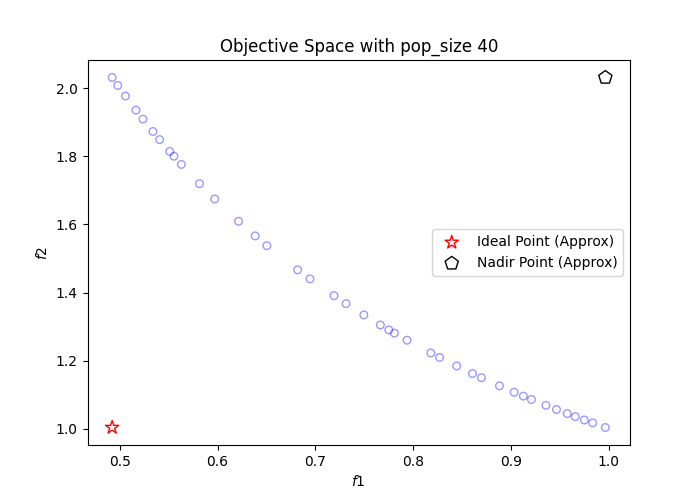 Objective Space with pop_size 40
2.0
1.8
1.6
1.4
1.2
1.0
f2
Ideal Point (Approx)
Nadir Point (Approx)
0.5 0.6 0.7 0.8 0.9 1.0
f1